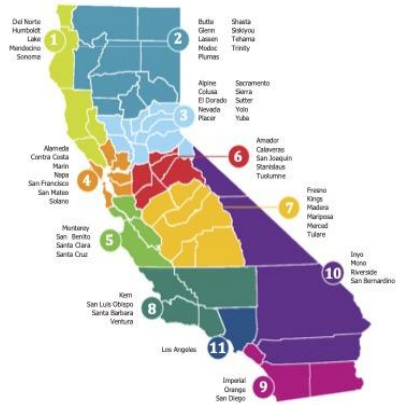 Del Norte
Humboldt
Lake
Mendocino
Sonoma
1
2
Butte Shasta
Glenn Siskiyou
Lassen Tehama
Modoc Trinity
Plumas
3
Alpine Sacramento
Colusa Sierra
El Dorado Sutter
Nevada Yolo
Placer Yuba
Alameda
Contra Costa
Marin
Napa
San Francisco
San Mateo
Solano
4
6
Amador
Calaveras
San Joaquin
Stanislaus
Tuolumne
7
Fresno
Kings
Madera
Mariposa
Merced
Tulare
Monterey
San Benito
Santa Clara
Santa Cruz
5
10
Inyo
Mono
Riverside
San Bernardino
Kern
San Luis Obispo
Santa Barbara
Ventura
8
Los Angeles
11
Imperial
Orange
San Diego
9